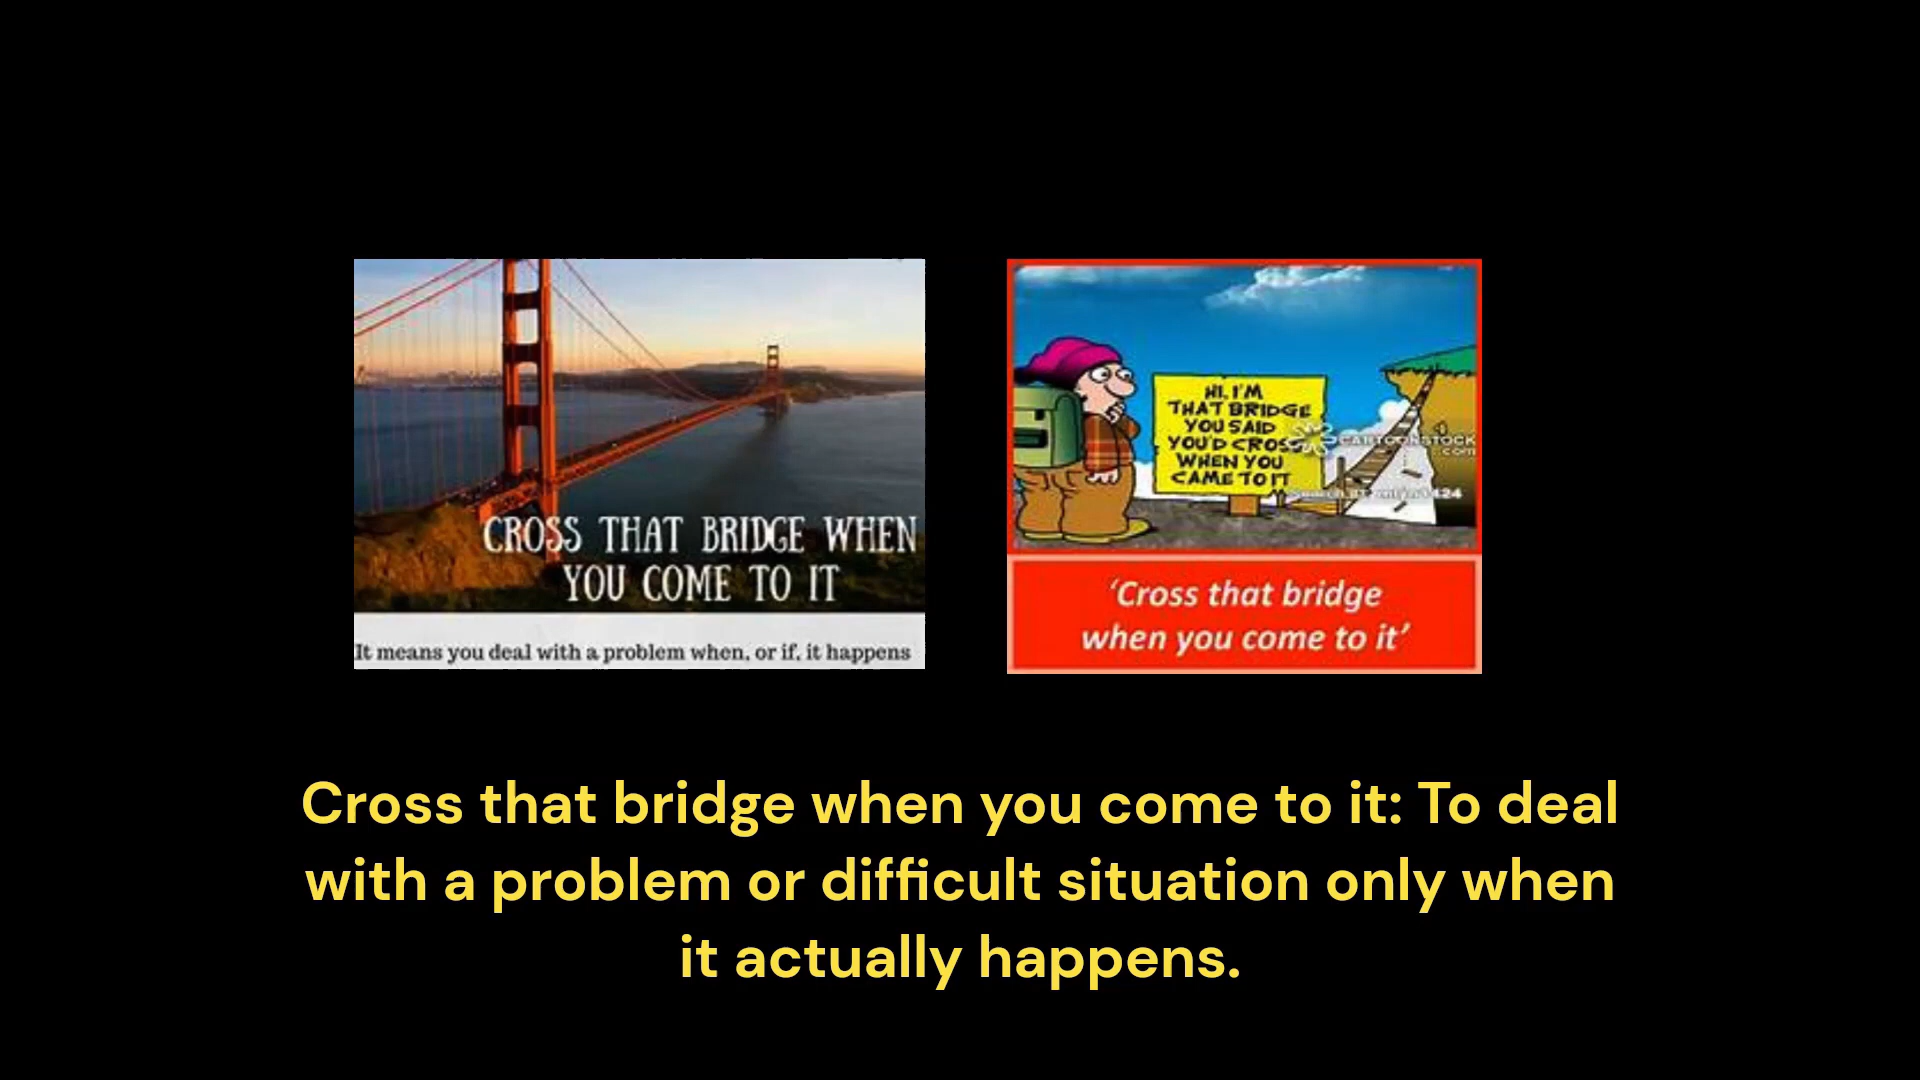 CROSS THAT BRIDGE WHEN
YOU COME TO IT
It means you deal with a problem when, or if, it happens
HI, I'M
THAT BRIDGE
YOU SAID
YOU'D CROSS
WHEN YOU
CAME TO IT
CARTOONSTOCK
.com
‘Cross that bridge
when you come to it’
Cross that bridge when you come to it: To deal
with a problem or difficult situation only when
it actually happens.